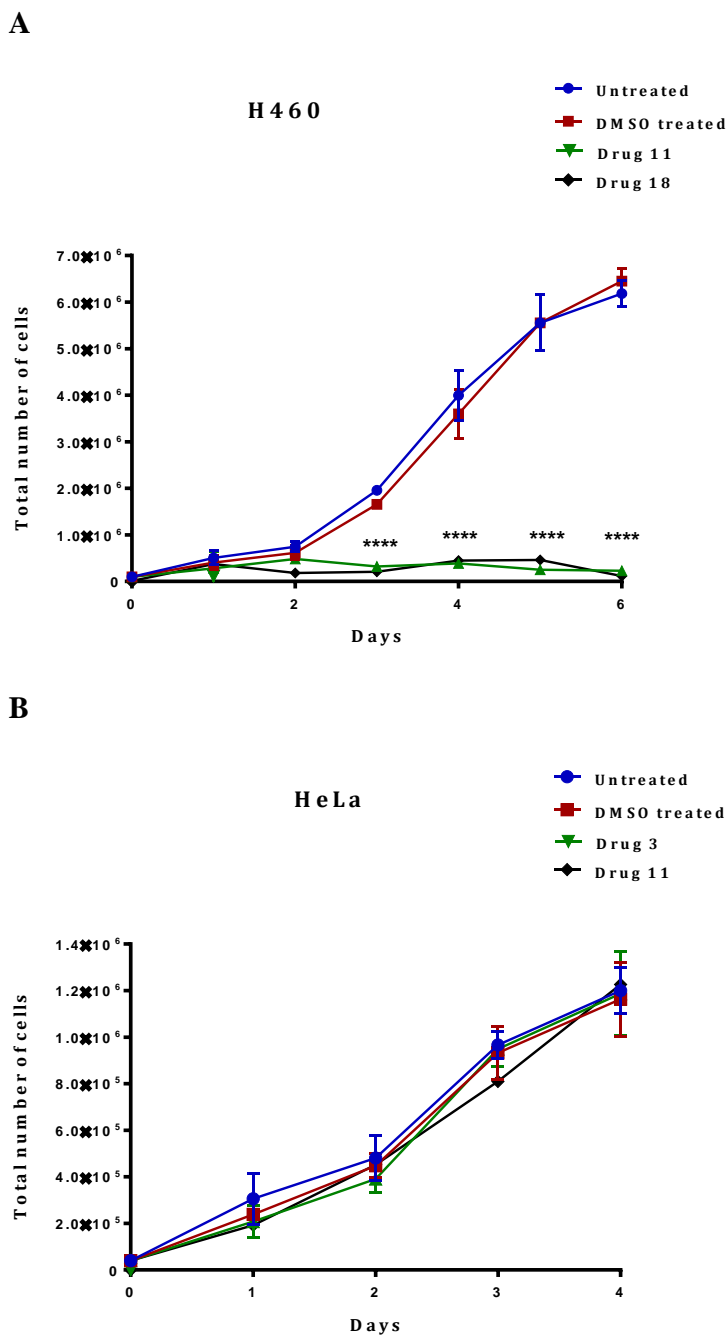 A
H460
Untreated
DMSO treated
Drug 11
Drug 18
Total number of cells
7.0✖10⁶
6.0✖10⁶
5.0✖10⁶
4.0✖10⁶
3.0✖10⁶
2.0✖10⁶
1.0✖10⁶
0
**** **** **** ****
0 2 4 6
Days
B
HeLa
Untreated
DMSO treated
Drug 3
Drug 11
Total number of cells
1.4✖10⁶
1.2✖10⁶
1.0✖10⁶
8.0✖10⁵
6.0✖10⁵
4.0✖10⁵
2.0✖10⁵
0
0 1 2 3 4
Days